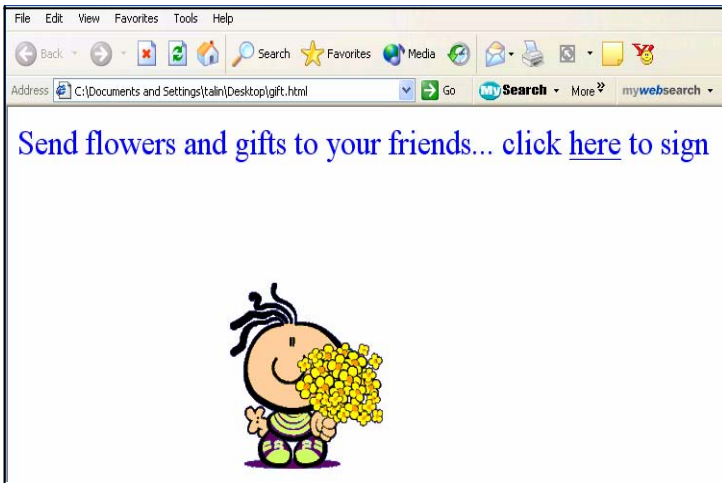 File Edit View Favorites Tools Help
Back Search Favorites Media
Address C:\Documents and Settings\talin\Desktop\gift.html Go My Search More » mywebsearch
Send flowers and gifts to your friends... click here to sign